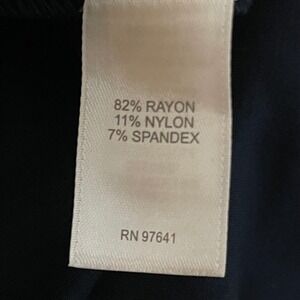 82% RAYON
11% NYLON
7% SPANDEX
RN 97641